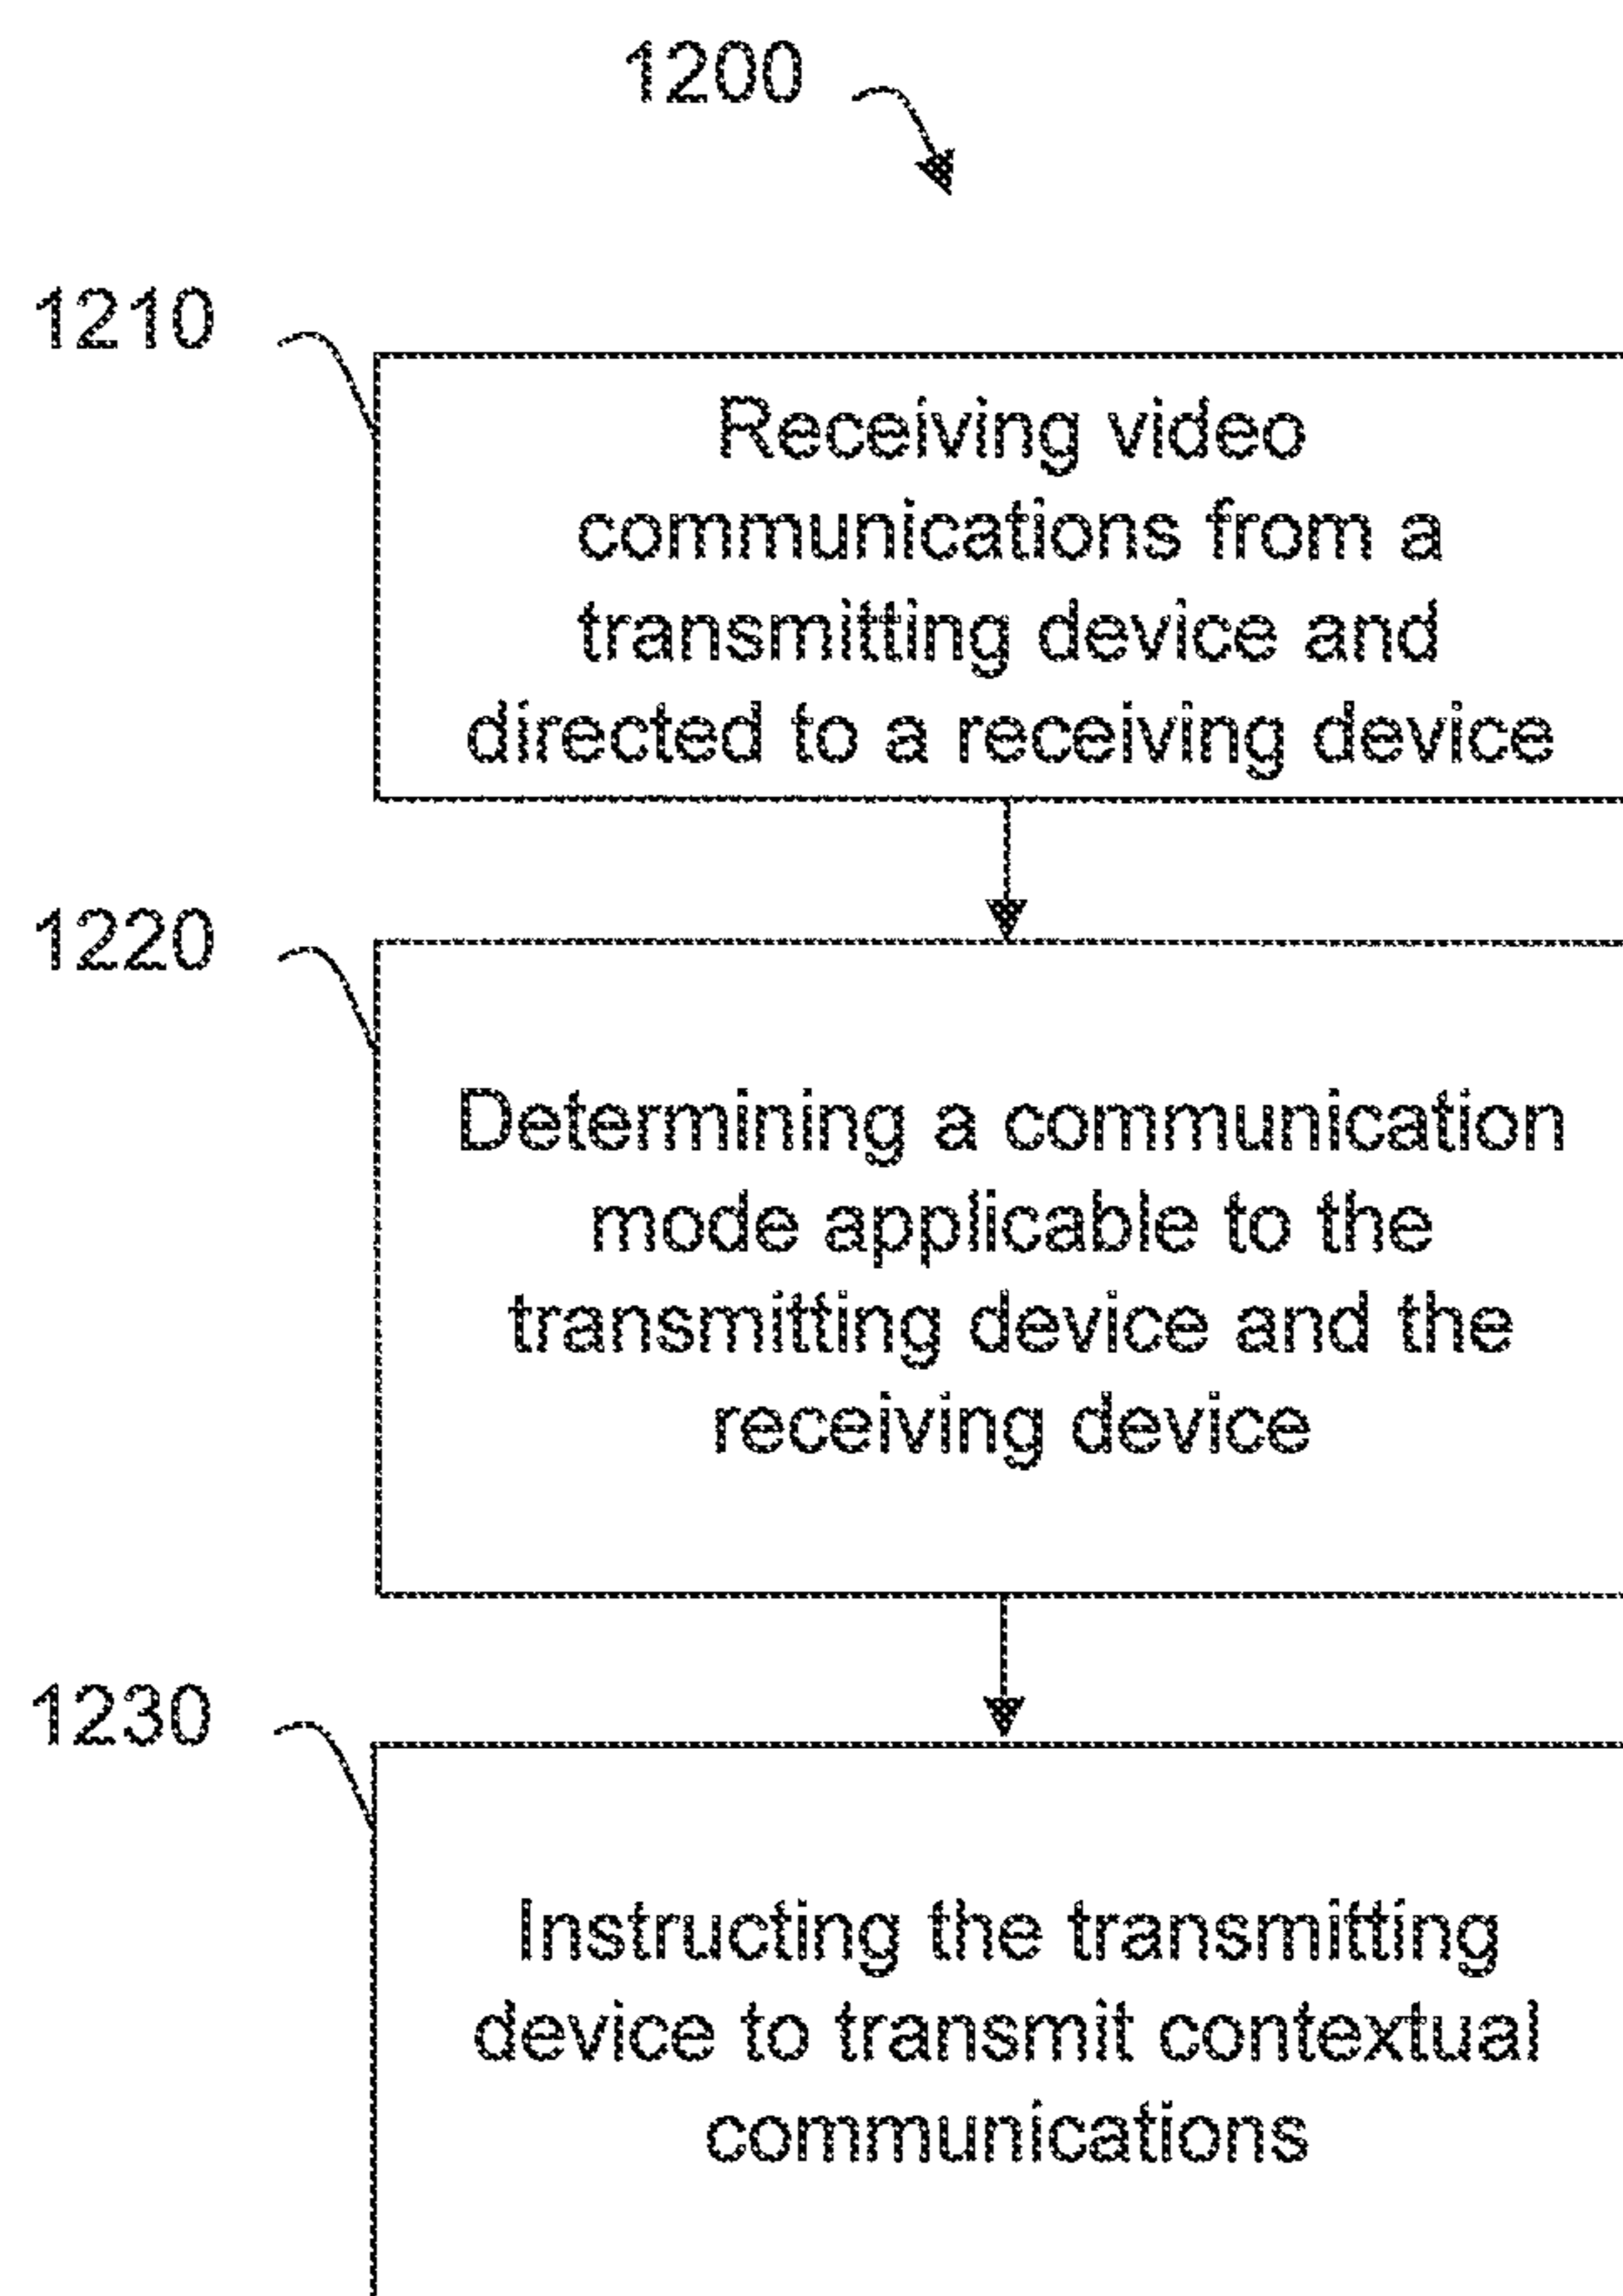 1200
1210
Receiving video
communications from a
transmitting device and
directed to a receiving device
1220
Determining a communication
mode applicable to the
transmitting device and the
receiving device
1230
Instructing the transmitting
device to transmit contextual
communications